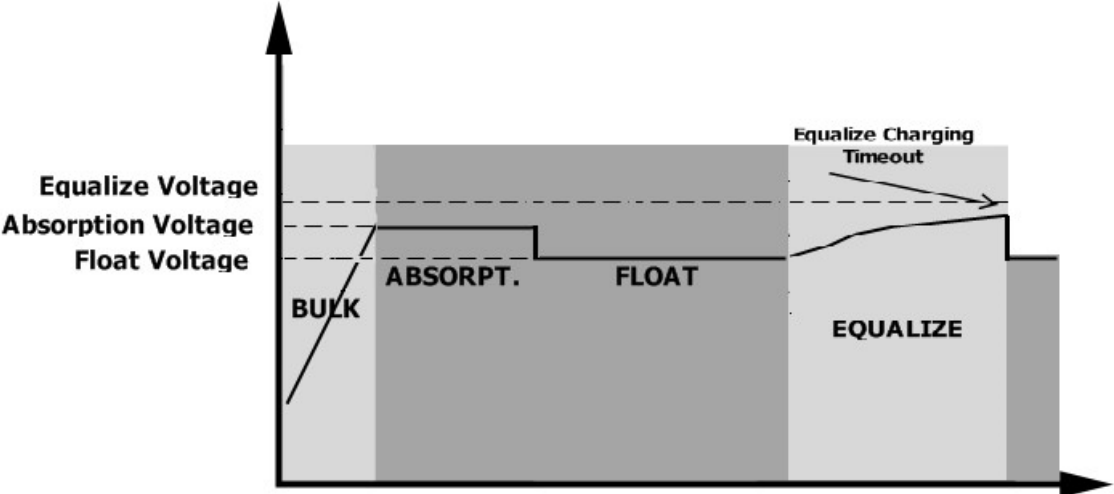 Equalize Charging
Timeout
Equalize Voltage
Absorption Voltage
Float Voltage
ABSORPT.
FLOAT
BULK
EQUALIZE